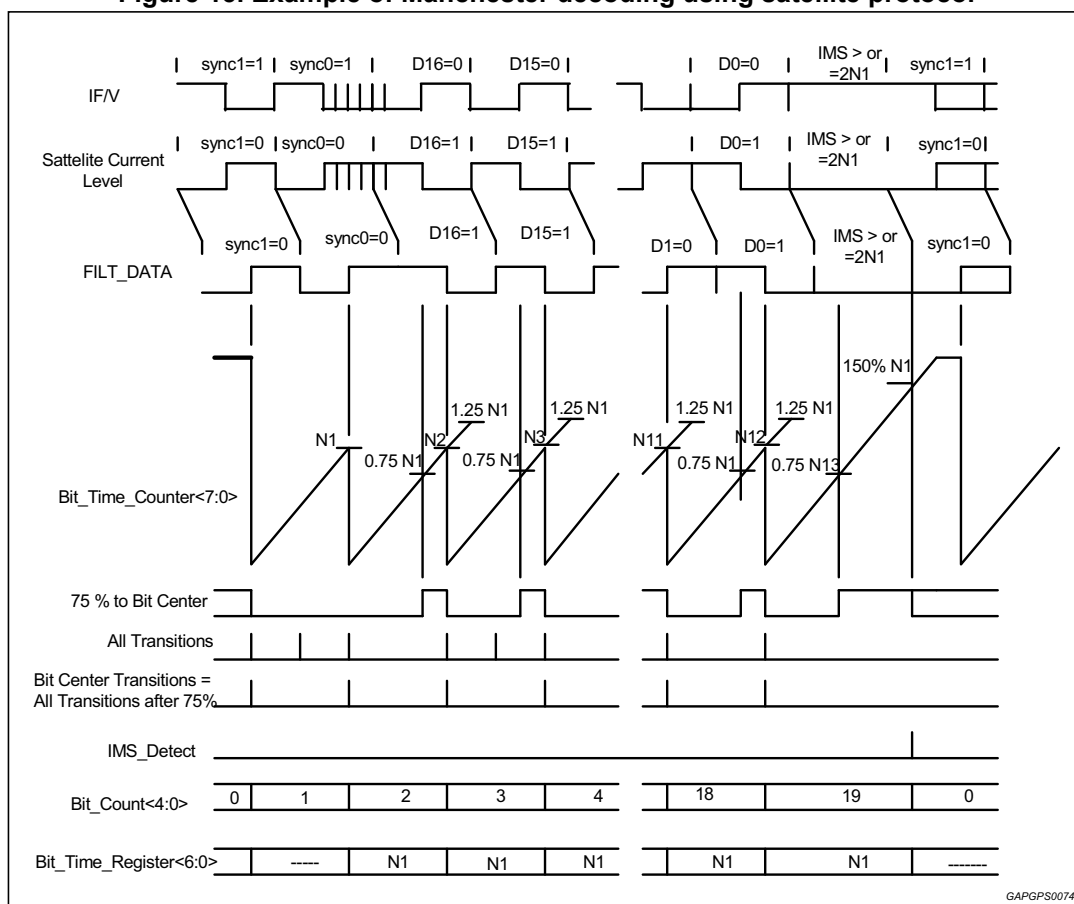 Figure 18. Example of Manchester decoding using satellite protocol
IF/V
sync1=1
sync0=1
D16=0
D15=0
D0=0
IMS > or
=2N1
sync1=1
Sattelite Current
Level
sync1=0
sync0=0
D16=1
D15=1
D0=1
IMS > or
=2N1
sync1=0
FILT_DATA
sync1=0
sync0=0
D16=1
D15=1
D1=0
D0=1
IMS > or
=2N1
sync1=0
Bit_Time_Counter<7:0>
N1
0.75 N1
N2
1.25 N1
0.75 N1
N3
1.25 N1
N11
1.25 N1
0.75 N1
N12
1.25 N1
0.75 N13
150% N1
75 % to Bit Center
All Transitions
Bit Center Transitions =
All Transitions after 75%
IMS_Detect
Bit_Count<4:0>
0 1 2 3 4 18 19 0
Bit_Time_Register<6:0>
----- N1 N1 N1 N1 N1 -------
GAPGPS0074